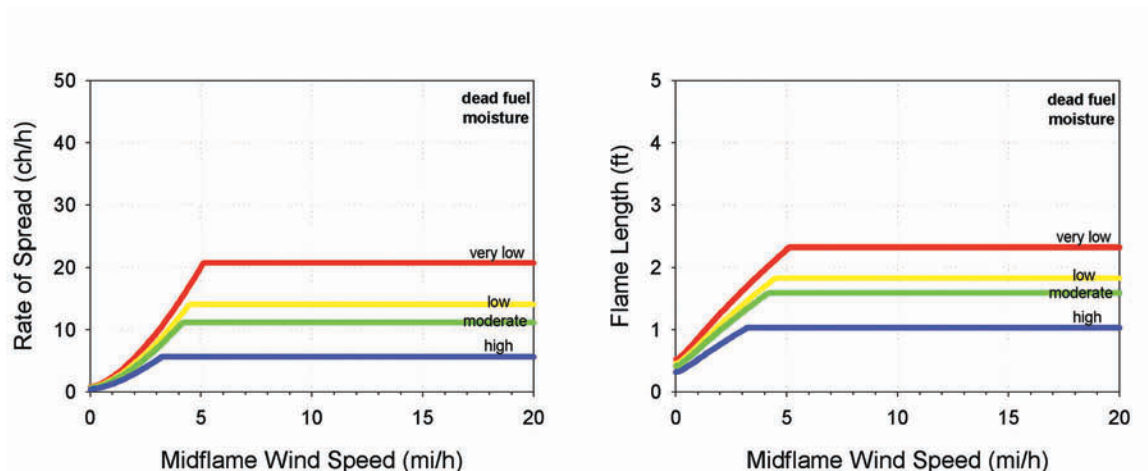 50
40
30
20
10
0
Rate of Spread (ch/h)
dead fuel
moisture
very low
low
moderate
high
0 5 10 15 20
Midflame Wind Speed (mi/h)
5
4
3
2
1
0
Flame Length (ft)
dead fuel
moisture
very low
low
moderate
high
0 5 10 15 20
Midflame Wind Speed (mi/h)